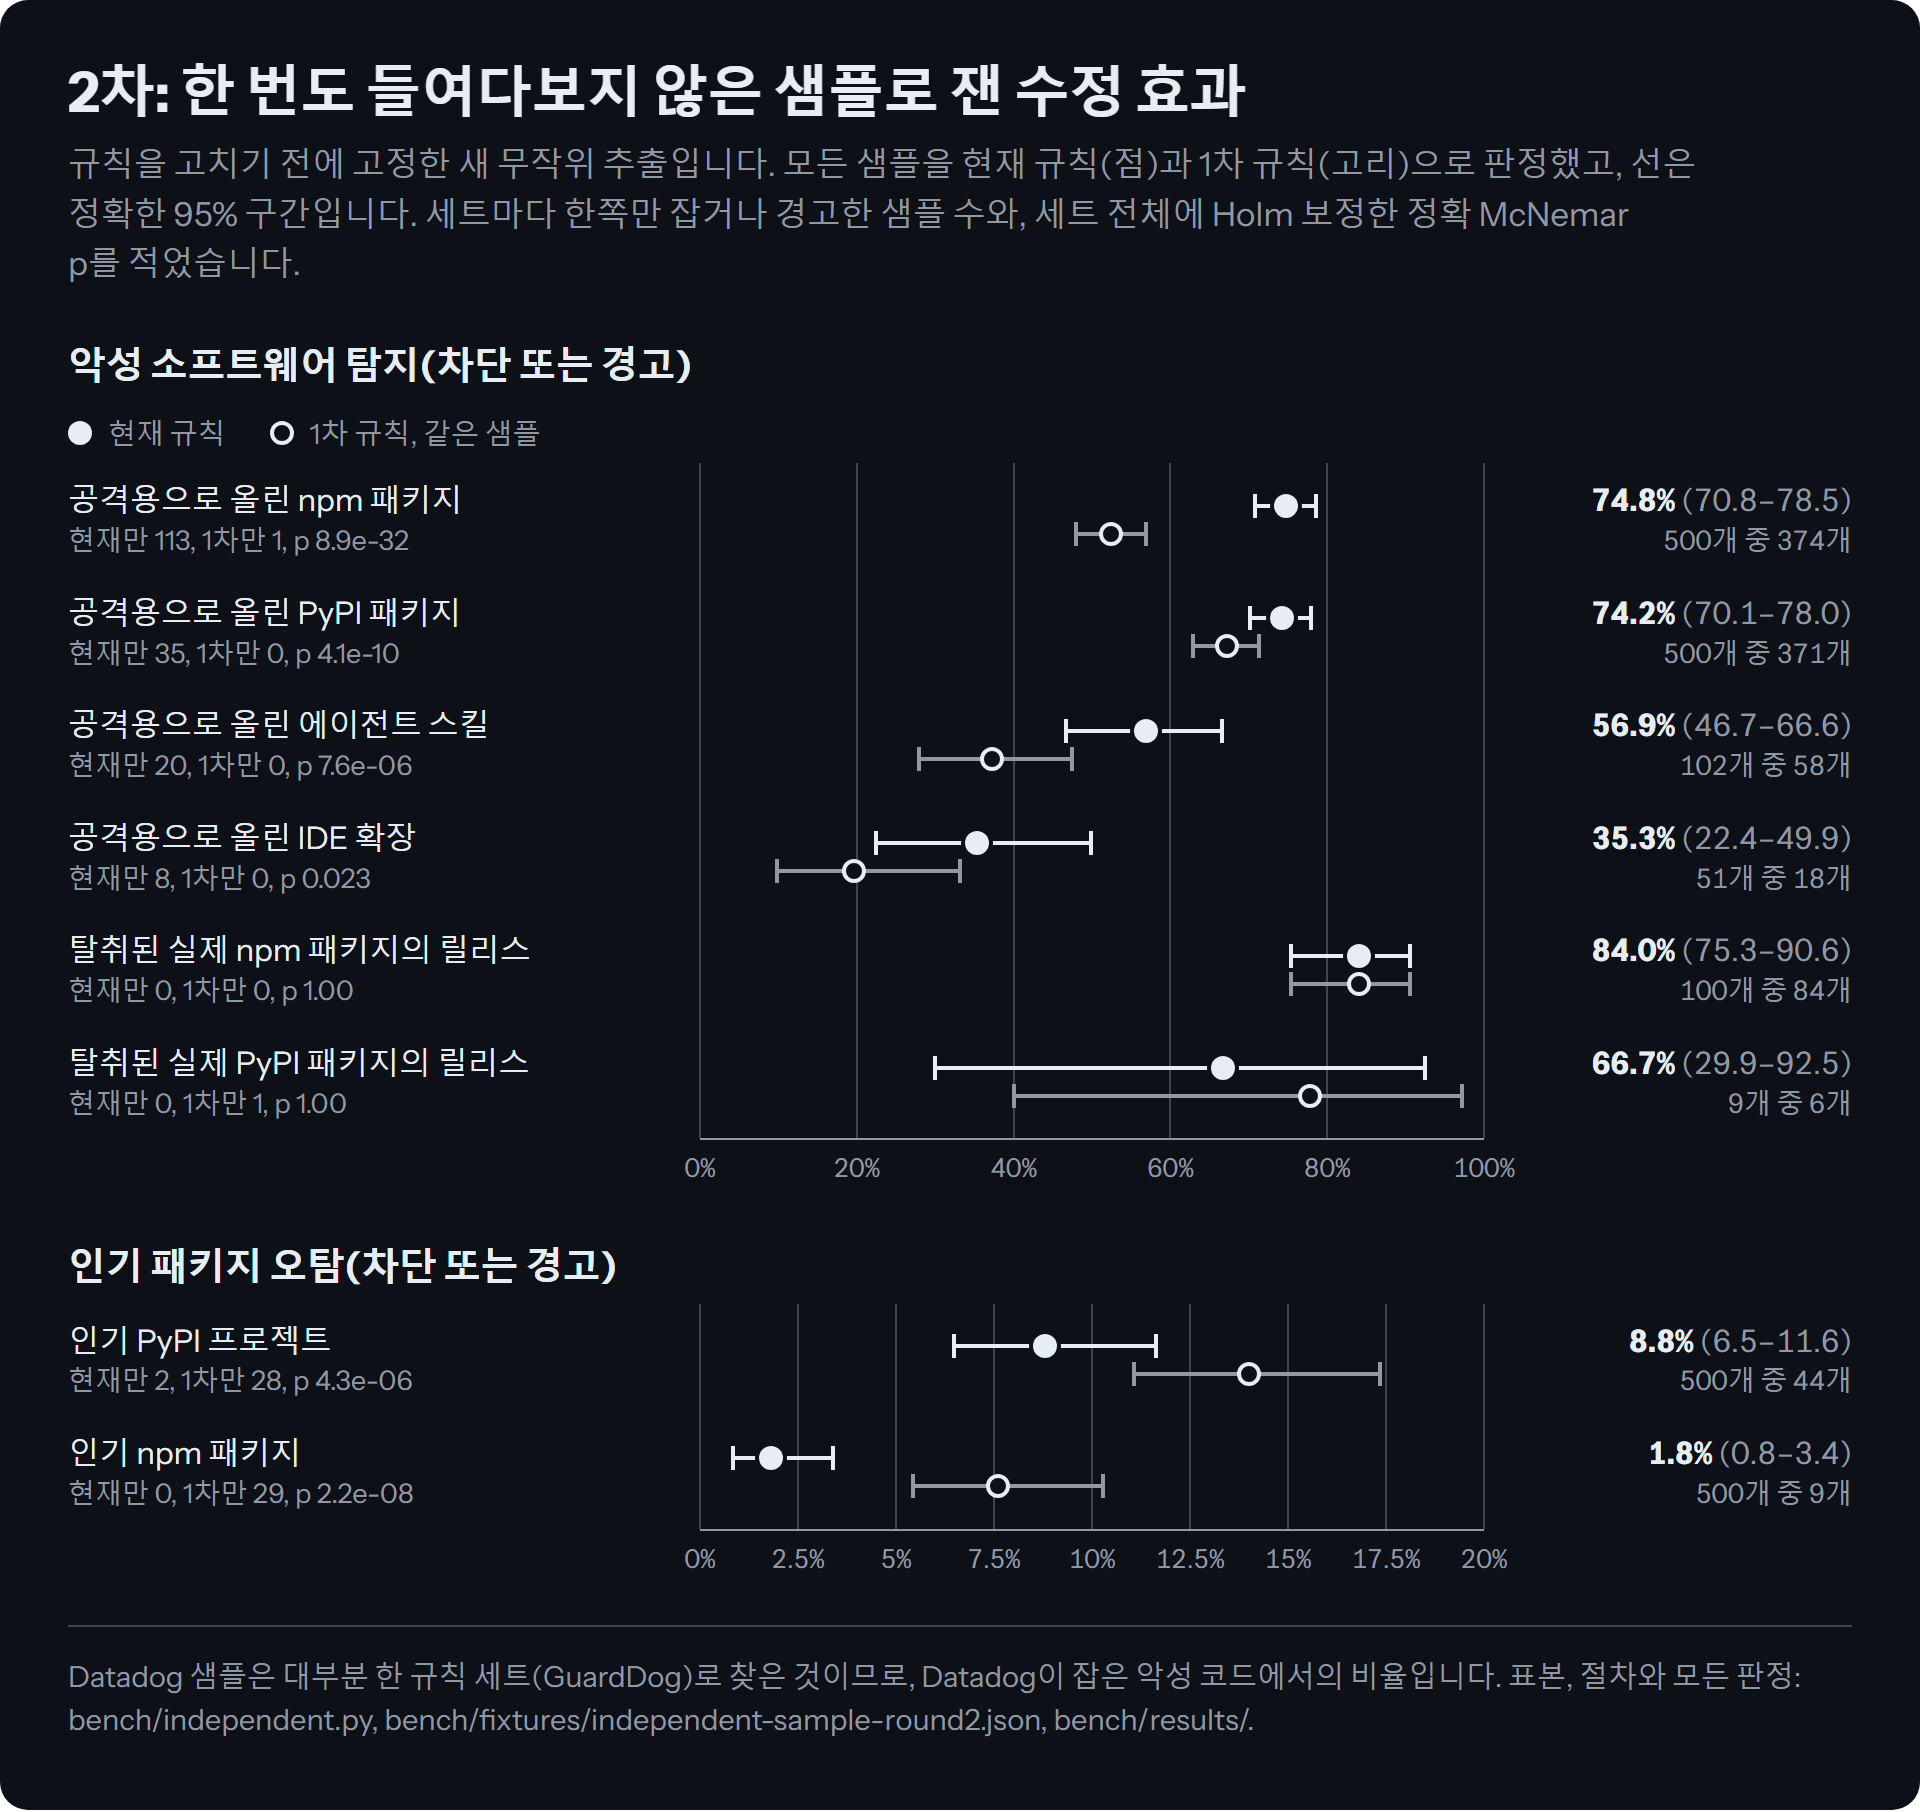 2차: 한 번도 들여다보지 않은 샘플로 잰 수정 효과
규칙을 고치기 전에 고정한 새 무작위 추출입니다. 모든 샘플을 현재 규칙(점)과 1차 규칙(고리)으로 판정했고, 선은
정확한 95% 구간입니다. 세트마다 한쪽만 잡거나 경고한 샘플 수와, 세트 전체에 Holm 보정한 정확 McNemar
p를 적었습니다.
악성 소프트웨어 탐지(차단 또는 경고)
현재 규칙 1차 규칙, 같은 샘플
공격용으로 올린 npm 패키지 74.8% (70.8–78.5)
현재만 113, 1차만 1, p 8.9e-32 500개 중 374개
공격용으로 올린 PyPI 패키지 74.2% (70.1–78.0)
현재만 35, 1차만 0, p 4.1e-10 500개 중 371개
공격용으로 올린 에이전트 스킬 56.9% (46.7–66.6)
현재만 20, 1차만 0, p 7.6e-06 102개 중 58개
공격용으로 올린 IDE 확장 35.3% (22.4–49.9)
현재만 8, 1차만 0, p 0.023 51개 중 18개
탈취된 실제 npm 패키지의 릴리스 84.0% (75.3–90.6)
현재만 0, 1차만 0, p 1.00 100개 중 84개
탈취된 실제 PyPI 패키지의 릴리스 66.7% (29.9–92.5)
현재만 0, 1차만 1, p 1.00 9개 중 6개
0% 20% 40% 60% 80% 100%
인기 패키지 오탐(차단 또는 경고)
인기 PyPI 프로젝트 8.8% (6.5–11.6)
현재만 2, 1차만 28, p 4.3e-06 500개 중 44개
인기 npm 패키지 1.8% (0.8–3.4)
현재만 0, 1차만 29, p 2.2e-08 500개 중 9개
0% 2.5% 5% 7.5% 10% 12.5% 15% 17.5% 20%
Datadog 샘플은 대부분 한 규칙 세트(GuardDog)로 찾은 것이므로, Datadog이 잡은 악성 코드에서의 비율입니다. 표본, 절차와 모든 판정:
bench/independent.py, bench/fixtures/independent-sample-round2.json, bench/results/.